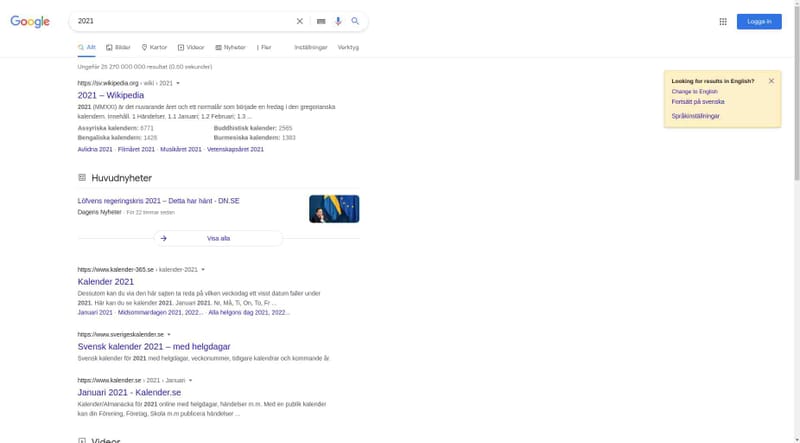 Google
2021
Logga in
Allt Bilder Kartor Videor Nyheter Fler Inställningar Verktyg
Ungefär 25 270 000 000 resultat (0,60 sekunder)
https://sv.wikipedia.org › wiki › 2021
2021 – Wikipedia
2021 (MMXXI) är det nuvarande året och ett normalår som började en fredag i den gregorianska
kalendern. Innehåll. 1 Händelser. 1.1 Januari; 1.2 Februari; 1.3 ...
Assyriska kalendern: 6771 Buddhistisk kalender: 2565
Bengaliska kalendern: 1428 Burmesiska kalendern: 1383
Avlidna 2021 · Filmåret 2021 · Musikåret 2021 · Vetenskapsåret 2021
Looking for results in English?
Change to English
Fortsätt på svenska
Språkinställningar
Huvudnyheter
Löfvens regeringskris 2021 – Detta har hänt - DN.SE
Dagens Nyheter · För 22 timmar sedan
Visa alla
https://www.kalender-365.se › kalender-2021
Kalender 2021
Dessutom kan du via den här sajten ta reda på vilken veckodag ett visst datum faller under
2021. Här kan du se kalender 2021. Januari 2021. Nr, Må, Ti, On, To, Fr ...
Januari 2021 · Midsommardagen 2021, 2022... · Alla helgons dag 2021, 2022...
https://www.sverigeskalender.se
Svensk kalender 2021 – med helgdagar
Svensk kalender för 2021 med helgdagar, veckonummer, tidigare kalendrar och kommande år.
https://www.kalender.se › 2021 › Januari
Januari 2021 - Kalender.se
Kalender/Almanacka för 2021 online med helgdagar, händelser m.m. Med en publik kalender
kan din Förening, Företag, Skola m.m publicera händelser ...
Videor